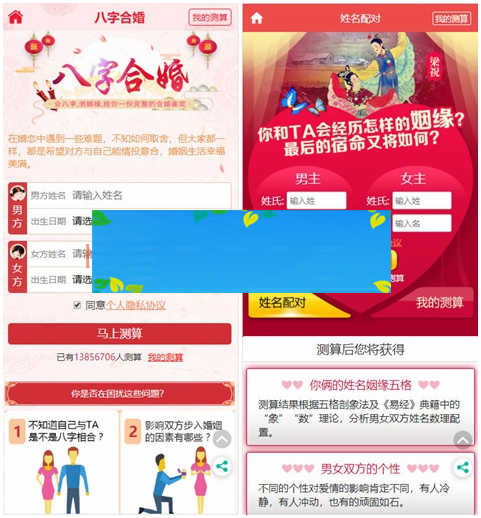 八字合婚
我的测算
八字合婚
合八字,测姻缘,给你一份完整的合婚鉴定
在婚恋中遇到一些难题,不知如何取舍,但大家都一
样,都是希望对方与自己能情投意合,婚姻生活幸福
美满。
男方
男方姓名 请输入姓名
出生日期 请选
女方
女方姓名 请输
出生日期 请选
同意个人隐私协议
马上测算
已有13856706人测算 我的测算
你是否在困扰这些问题?
1 不知道自己与TA
是不是八字相合?
2 影响双方步入婚姻
的因素有哪些?
姓名配对
我的测算
梁祝
你和TA会经历怎样的姻缘?
最后的宿命又将如何?
男主
女主
姓氏: 请输入姓
姓氏: 请输入姓
请输入名
协议
测算
姓名配对
我的测算
测算后您将获得
你俩的姓名姻缘五格
测算结果根据五格剖象法及《易经》典籍中的
“象”“数”理论,分析男女双方姓名数理配
置。
男女双方的个性
不同的个对爱情的影响肯定不同,有人冷
静,有人冲动,也有的顽固如石。